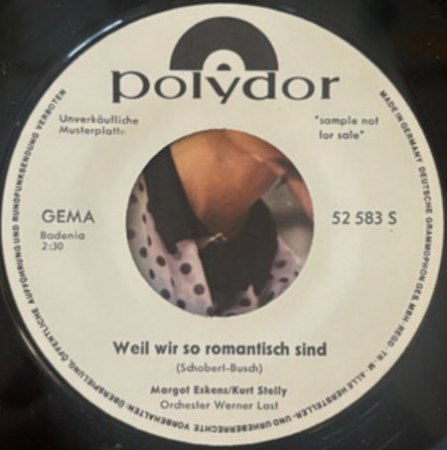 polydor
Unverkäufliche
Musterplatte
"sample not
for sale"
GEMA
52 583 S
Badenia
2:30
Weil wir so romantisch sind
(Schobert-Busch)
Margot Eskens/Kurt Stelly
Orchester Werner Last
MADE IN GERMANY DEUTSCHE GRAMMOPHON GES. MBH · REGD · TR · M · ALLE HERSTELLER- UND URHEBERRECHTE VORBEHALTEN · ÜBERSPIELUNG, ÖFFENTLICHE AUFFÜHRUNG UND RUNDFUNKSENDUNG VERBOTEN